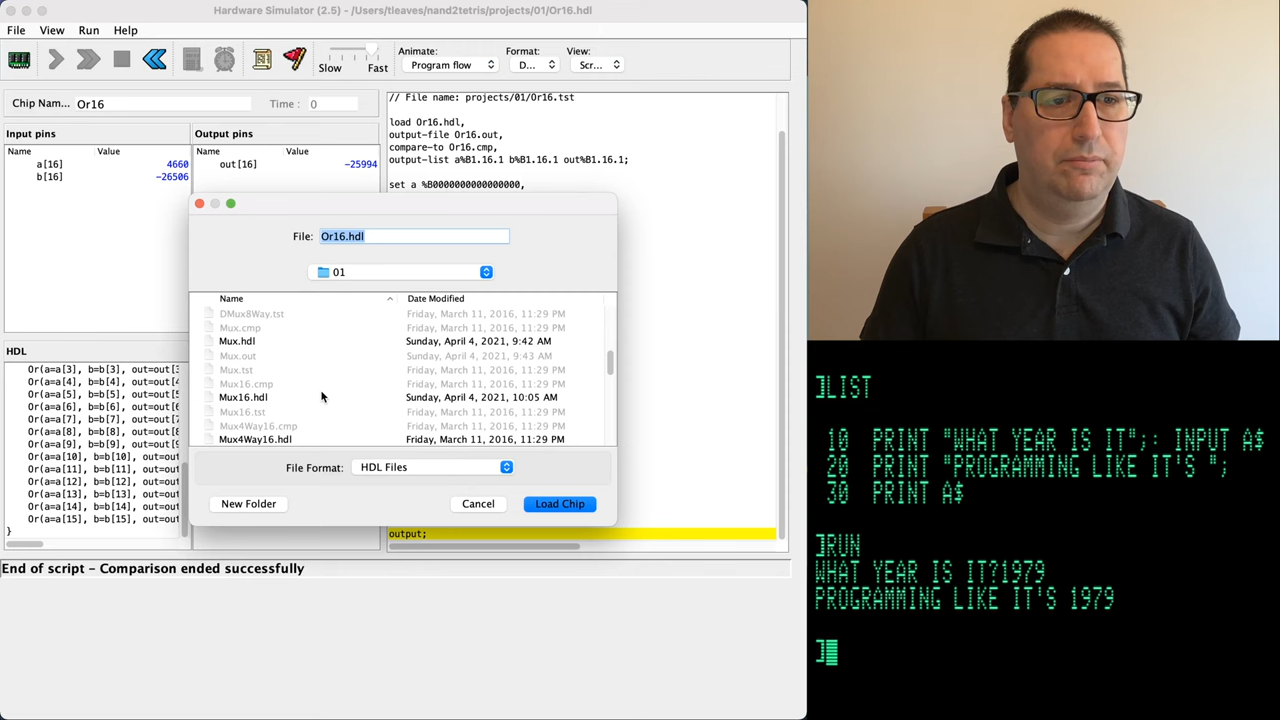 Hardware Simulator (2.5) - /Users/tleaves/nand2tetris/projects/01/Or16.hdl
File View Run Help
Slow Fast
Animate: Format: View:
Program flow D... Scr...
Chip Nam... Or16 Time : 0
Input pins Output pins
Name Value Name Value
a[16] 4660 out[16] -25994
b[16] -26506
// File name: projects/01/Or16.tst
load Or16.hdl,
output-file Or16.out,
compare-to Or16.cmp,
output-list a%B1.16.1 b%B1.16.1 out%B1.16.1;
set a %B0000000000000000,
File: Or16.hdl
01
Name Date Modified
DMux8Way.tst Friday, March 11, 2016, 11:29 PM
Mux.cmp Friday, March 11, 2016, 11:29 PM
Mux.hdl Sunday, April 4, 2021, 9:42 AM
Mux.out Sunday, April 4, 2021, 9:43 AM
Mux.tst Friday, March 11, 2016, 11:29 PM
Mux16.cmp Friday, March 11, 2016, 11:29 PM
Mux16.hdl Sunday, April 4, 2021, 10:05 AM
Mux16.tst Friday, March 11, 2016, 11:29 PM
Mux4Way16.cmp Friday, March 11, 2016, 11:29 PM
Mux4Way16.hdl Friday, March 11, 2016, 11:29 PM
File Format: HDL Files
New Folder Cancel Load Chip
HDL
Or(a=a[3], b=b[3], out=out[3
Or(a=a[4], b=b[4], out=out[4
Or(a=a[5], b=b[5], out=out[5
Or(a=a[6], b=b[6], out=out[6
Or(a=a[7], b=b[7], out=out[7
Or(a=a[8], b=b[8], out=out[8
Or(a=a[9], b=b[9], out=out[9
Or(a=a[10], b=b[10], out=out
Or(a=a[11], b=b[11], out=out
Or(a=a[12], b=b[12], out=out
Or(a=a[13], b=b[13], out=out
Or(a=a[14], b=b[14], out=out
Or(a=a[15], b=b[15], out=out
}
output;
End of script - Comparison ended successfully
]LIST
10 PRINT "WHAT YEAR IS IT";: INPUT A$
20 PRINT "PROGRAMMING LIKE IT'S ";
30 PRINT A$
]RUN
WHAT YEAR IS IT?1979
PROGRAMMING LIKE IT'S 1979
]